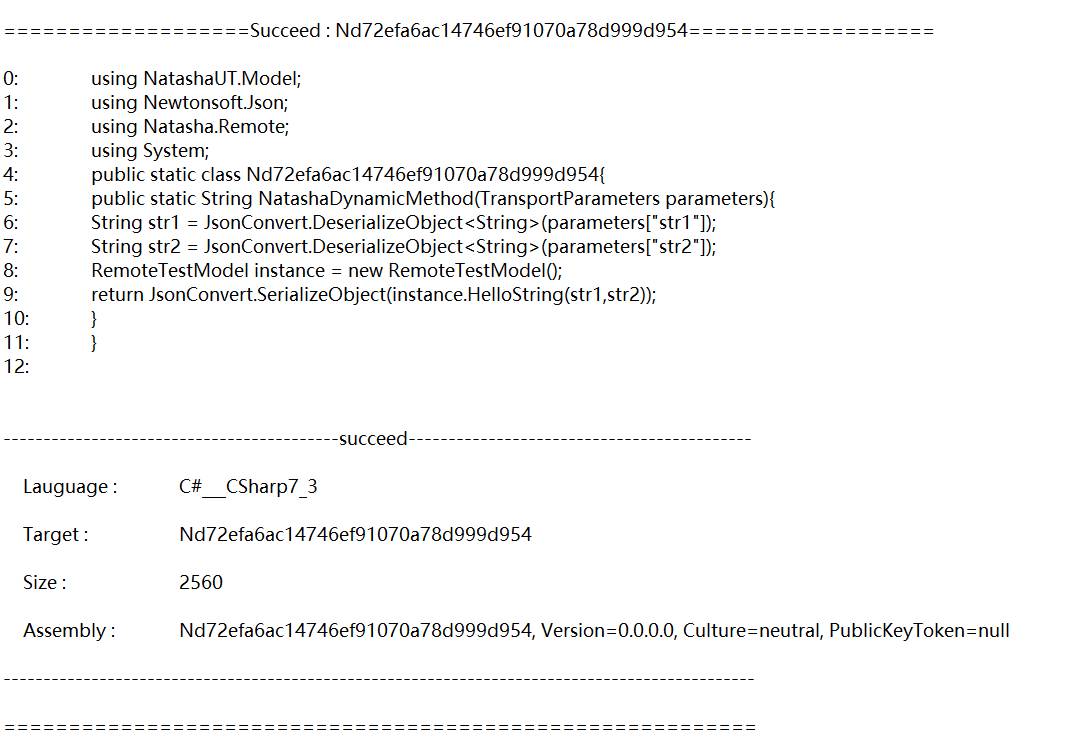 ===================Succeed : Nd72efa6ac14746ef91070a78d999d954===================
0: using NatashaUT.Model;
1: using Newtonsoft.Json;
2: using Natasha.Remote;
3: using System;
4: public static class Nd72efa6ac14746ef91070a78d999d954{
5: public static String NatashaDynamicMethod(TransportParameters parameters){
6: String str1 = JsonConvert.DeserializeObject<String>(parameters["str1"]);
7: String str2 = JsonConvert.DeserializeObject<String>(parameters["str2"]);
8: RemoteTestModel instance = new RemoteTestModel();
9: return JsonConvert.SerializeObject(instance.HelloString(str1,str2));
10: }
11: }
12:
------------------------------------------succeed-------------------------------------------
Lauguage : C#__CSharp7_3
Target : Nd72efa6ac14746ef91070a78d999d954
Size : 2560
Assembly : Nd72efa6ac14746ef91070a78d999d954, Version=0.0.0.0, Culture=neutral, PublicKeyToken=null
----------------------------------------------------------------------------------------------
==========================================================